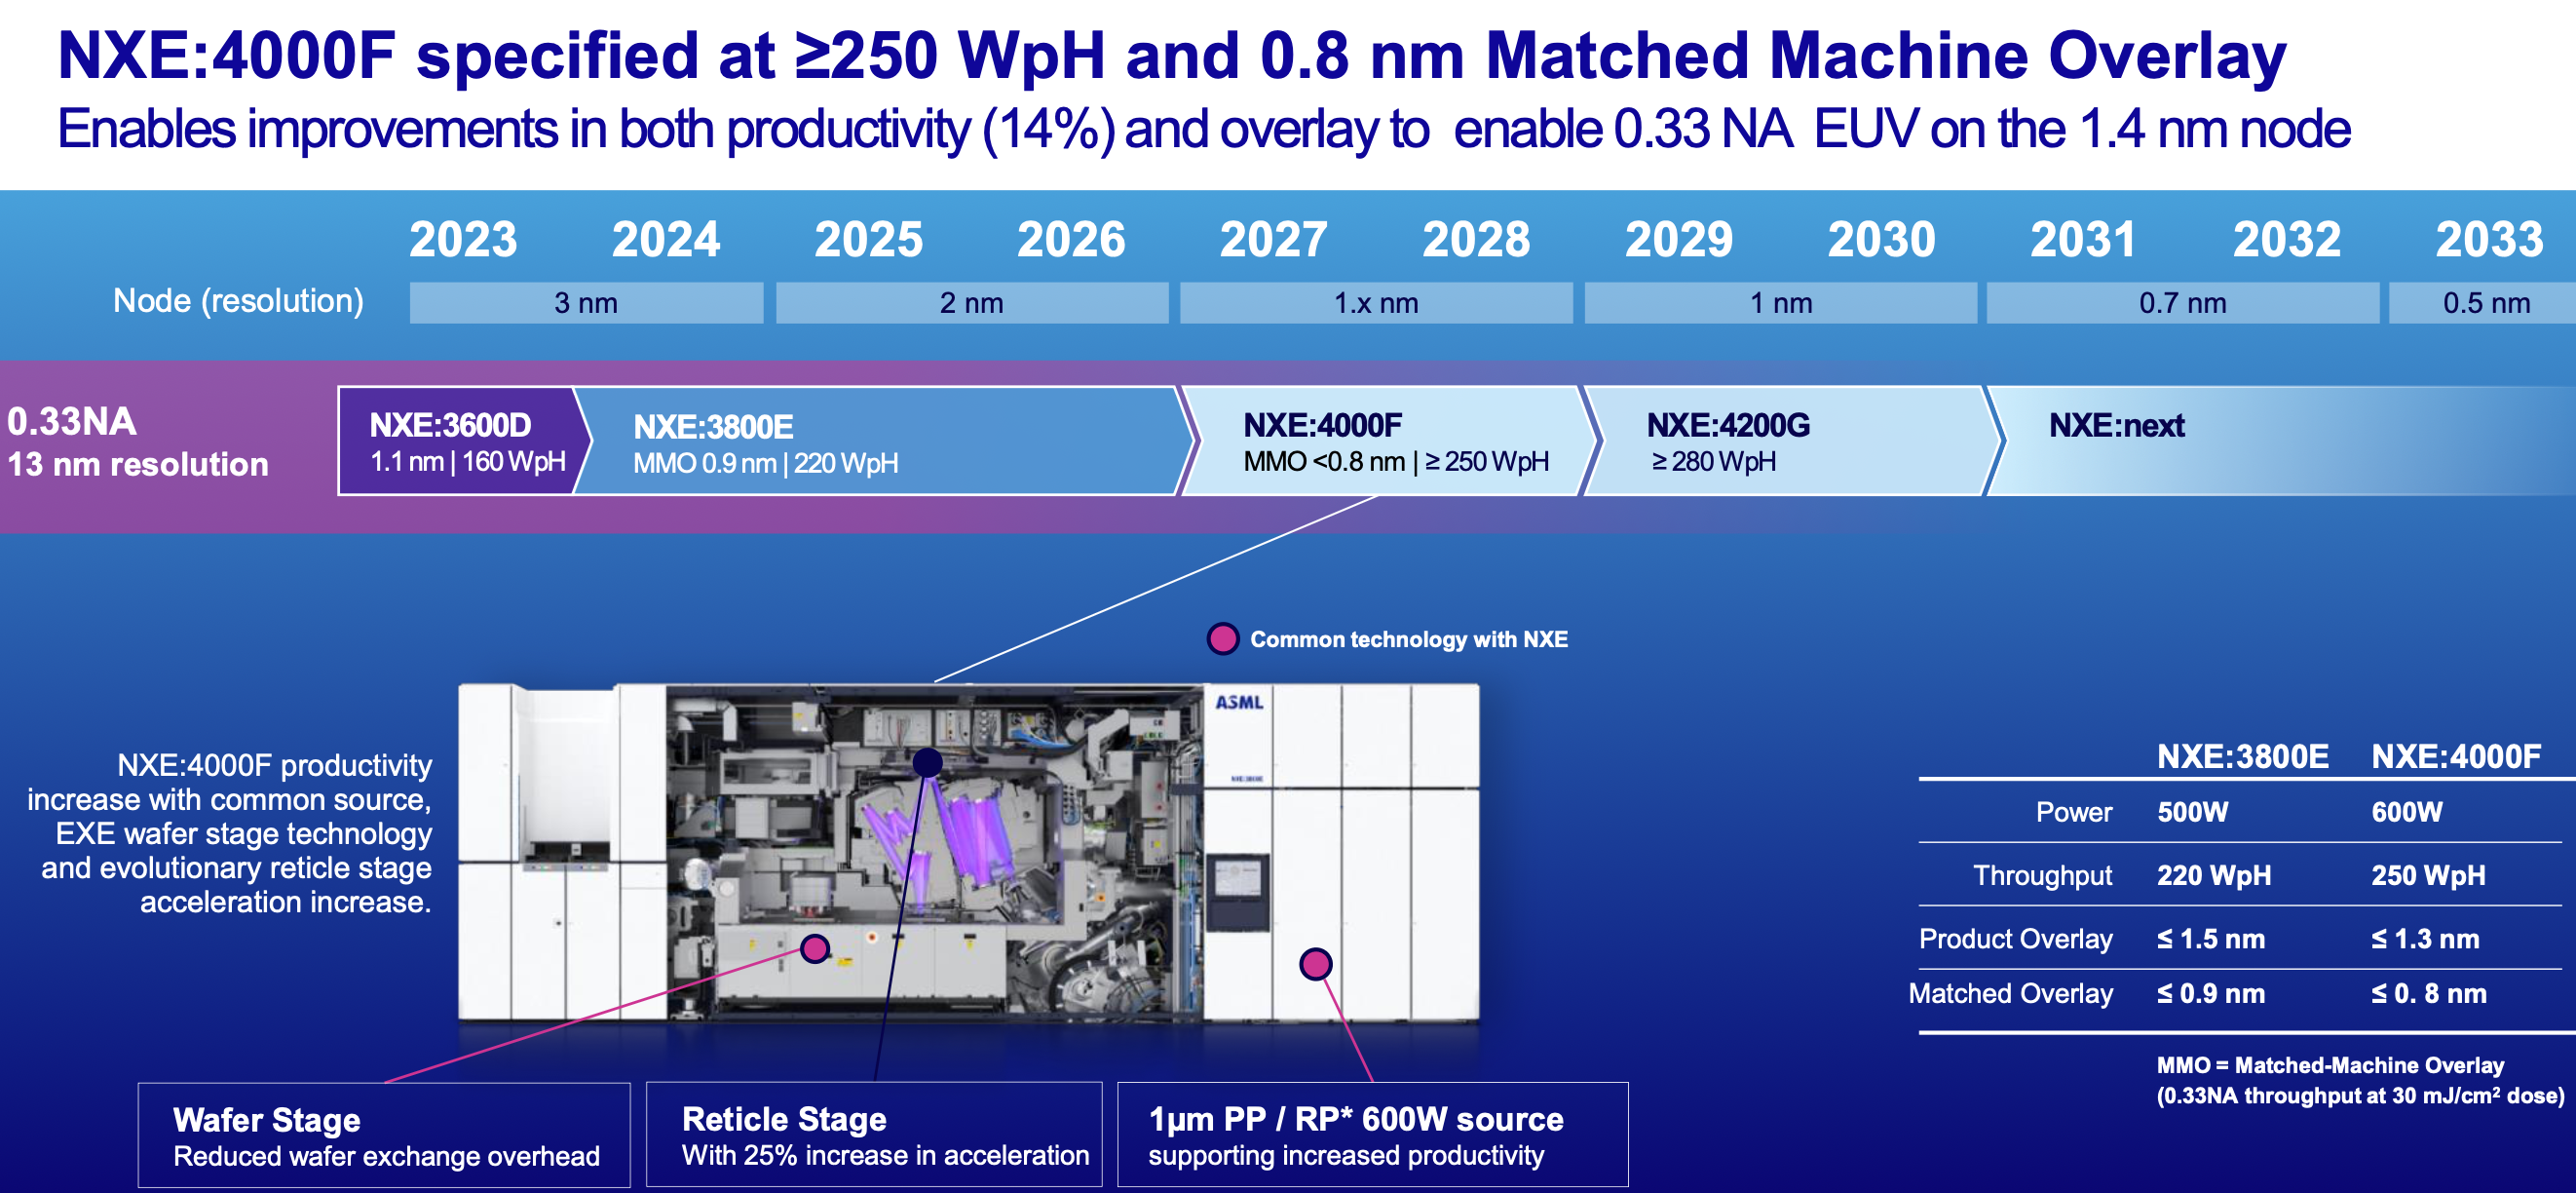 NXE:4000F specified at ≥250 WpH and 0.8 nm Matched Machine Overlay
Enables improvements in both productivity (14%) and overlay to enable 0.33 NA EUV on the 1.4 nm node
2023 2024 2025 2026 2027 2028 2029 2030 2031 2032 2033
Node (resolution) 3 nm 2 nm 1.x nm 1 nm 0.7 nm 0.5 nm
0.33NA
13 nm resolution
NXE:3600D
1.1 nm | 160 WpH
NXE:3800E
MMO 0.9 nm | 220 WpH
NXE:4000F
MMO <0.8 nm | ≥ 250 WpH
NXE:4200G
≥ 280 WpH
NXE:next
Common technology with NXE
ASML
NXE:3800E
NXE:4000F productivity
increase with common source,
EXE wafer stage technology
and evolutionary reticle stage
acceleration increase.
NXE:3800E NXE:4000F
Power 500W 600W
Throughput 220 WpH 250 WpH
Product Overlay ≤ 1.5 nm ≤ 1.3 nm
Matched Overlay ≤ 0.9 nm ≤ 0. 8 nm
MMO = Matched-Machine Overlay
(0.33NA throughput at 30 mJ/cm² dose)
Wafer Stage
Reduced wafer exchange overhead
Reticle Stage
With 25% increase in acceleration
1µm PP / RP* 600W source
supporting increased productivity